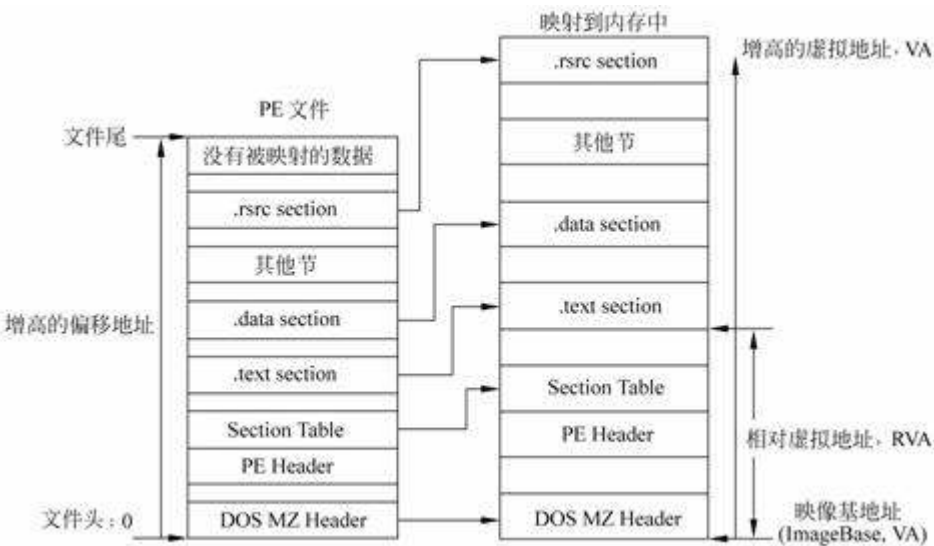 映射到内存中
增高的虚拟地址, VA
.rsrc section
PE 文件
文件尾
没有被映射的数据
其他节
.rsrc section
.data section
其他节
.text section
.data section
增高的偏移地址
.text section
Section Table
Section Table
PE Header
相对虚拟地址, RVA
PE Header
文件头:0
DOS MZ Header
DOS MZ Header
映像基地址
(ImageBase, VA)